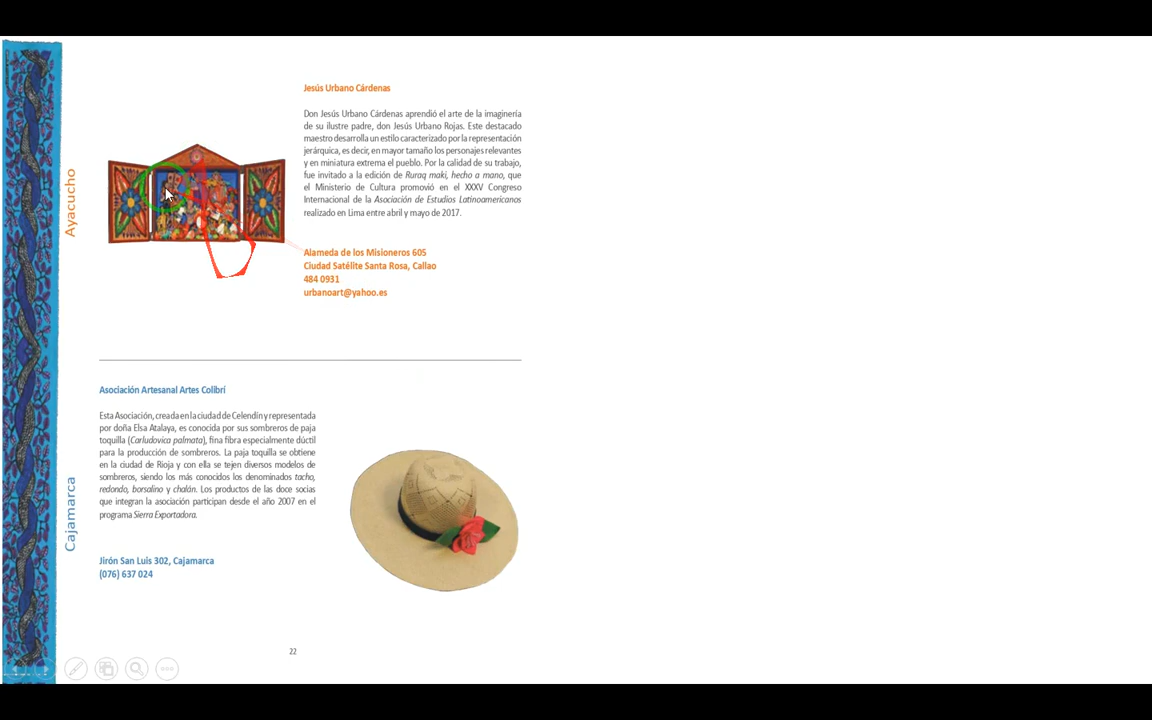 Ayacucho
Jesús Urbano Cárdenas
Don Jesús Urbano Cárdenas aprendió el arte de la imaginería
de su ilustre padre, don Jesús Urbano Rojas. Este destacado
maestro desarrolla un estilo caracterizado por la representación
jerárquica, es decir, en mayor tamaño los personajes relevantes
y en miniatura extrema el pueblo. Por la calidad de su trabajo,
fue invitado a la edición de Ruraq maki, hecho a mano, que
el Ministerio de Cultura promovió en el XXXV Congreso
Internacional de la Asociación de Estudios Latinoamericanos
realizado en Lima entre abril y mayo de 2017.
Alameda de los Misioneros 605
Ciudad Satélite Santa Rosa, Callao
484 0931
urbanoart@yahoo.es
Cajamarca
Asociación Artesanal Artes Colibrí
Esta Asociación, creada en la ciudad de Celendín y representada
por doña Elsa Atalaya, es conocida por sus sombreros de paja
toquilla (Carludovica palmata), fina fibra especialmente dúctil
para la producción de sombreros. La paja toquilla se obtiene
en la ciudad de Rioja y con ella se tejen diversos modelos de
sombreros, siendo los más conocidos los denominados tacho,
redondo, borsalino y chalán. Los productos de las doce socias
que integran la asociación participan desde el año 2007 en el
programa Sierra Exportadora.
Jirón San Luis 302, Cajamarca
(076) 637 024
22